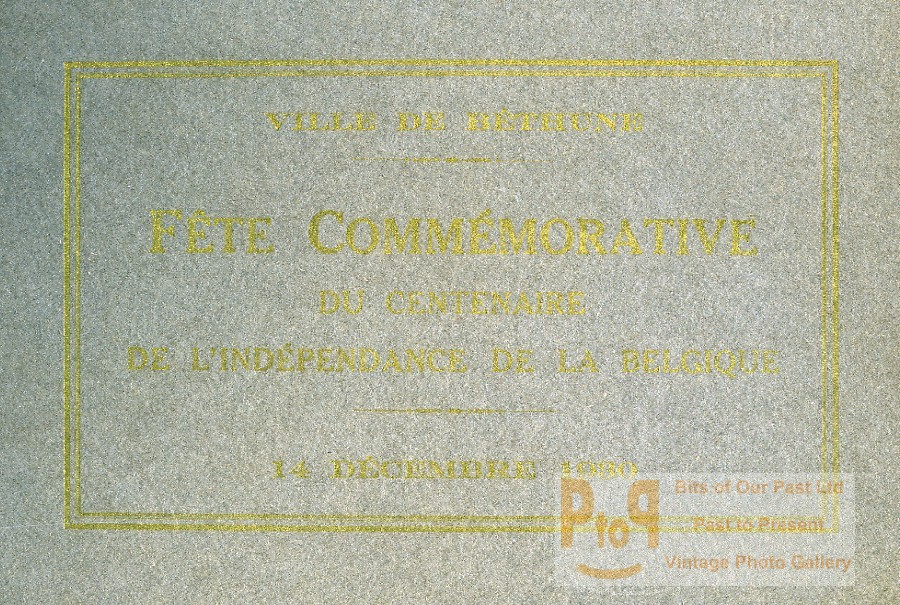 VILLE DE BÉTHUNE
FÊTE COMMÉMORATIVE
DU CENTENAIRE
DE L'INDÉPENDANCE DE LA BELGIQUE
14 DÉCEMBRE 1930
PtoP
Bits of Our Past Ltd
Past to Present
Vintage Photo Gallery